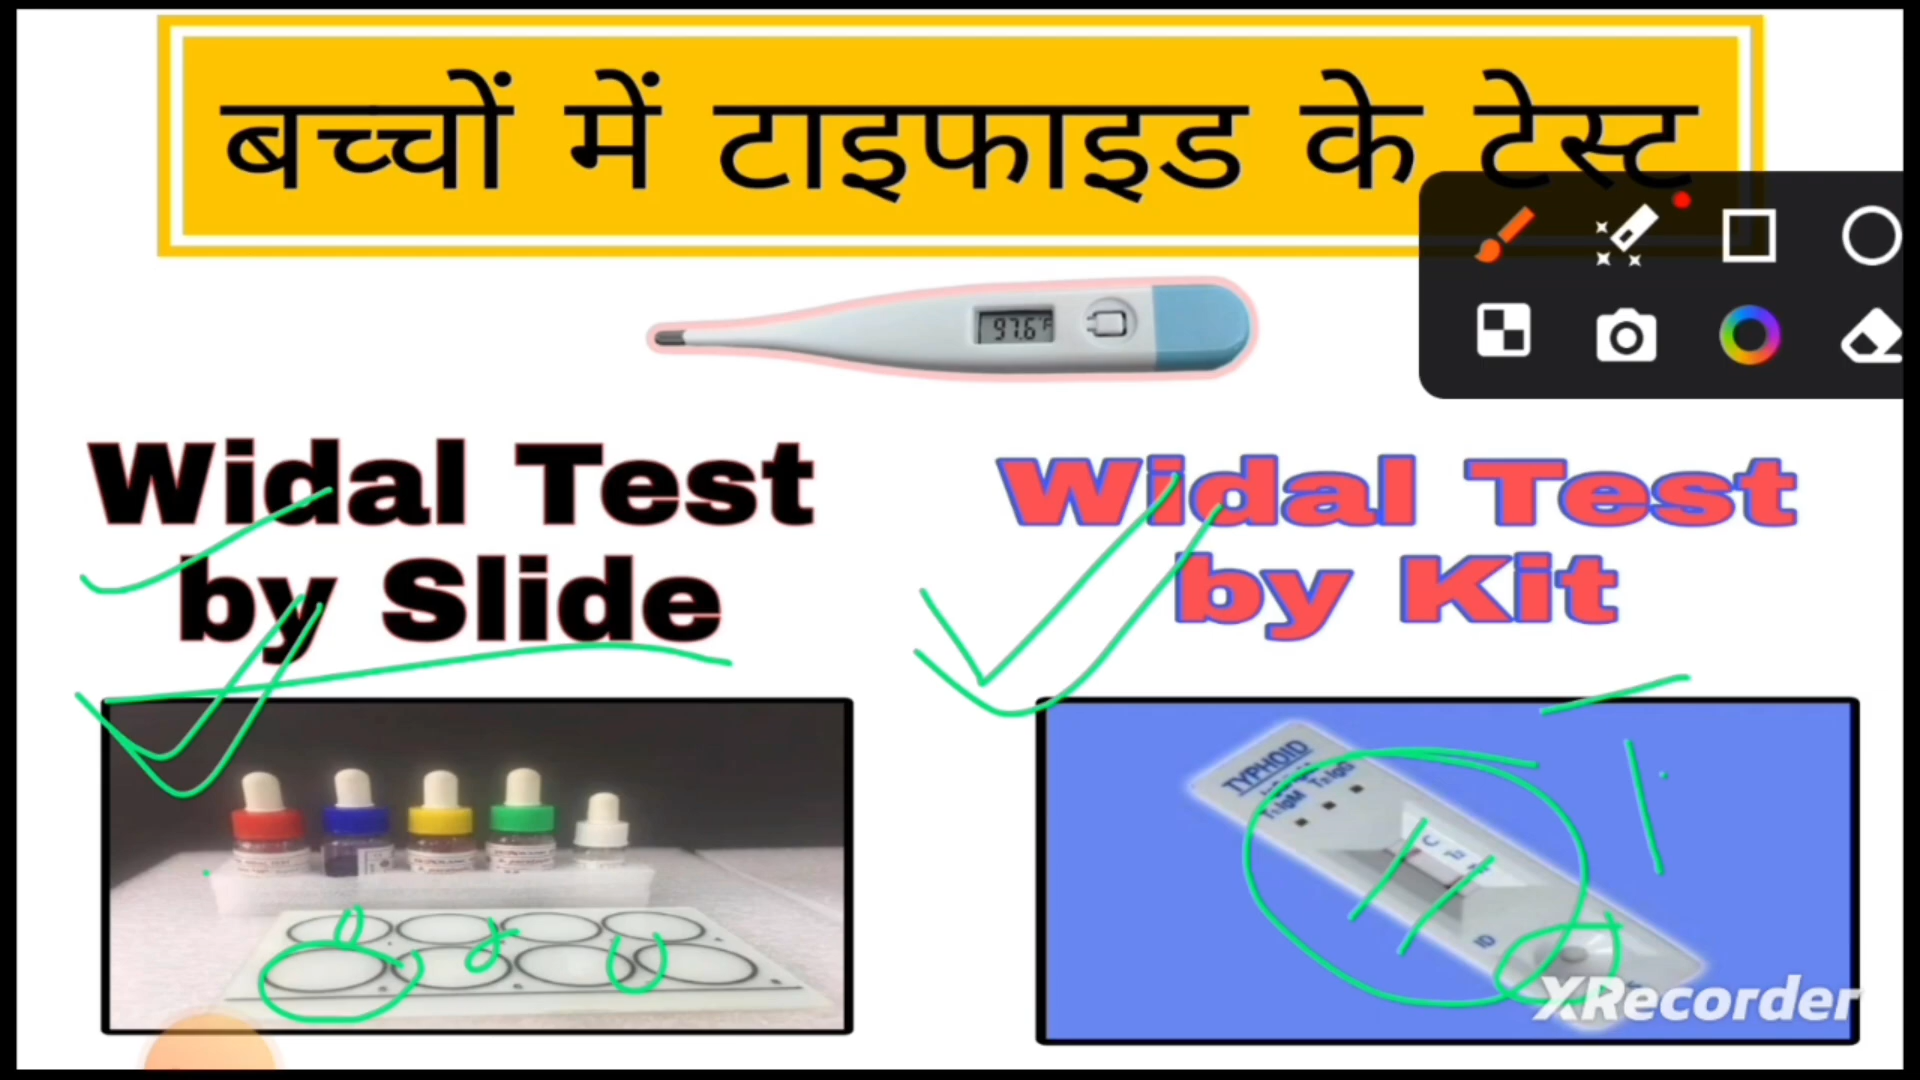 बच्चों में टाइफाइड के टेस्ट
97.6°F
Widal Test
by Slide
Widal Test
by Kit
TYPHOID
IgM
IgG
C
XRecorder